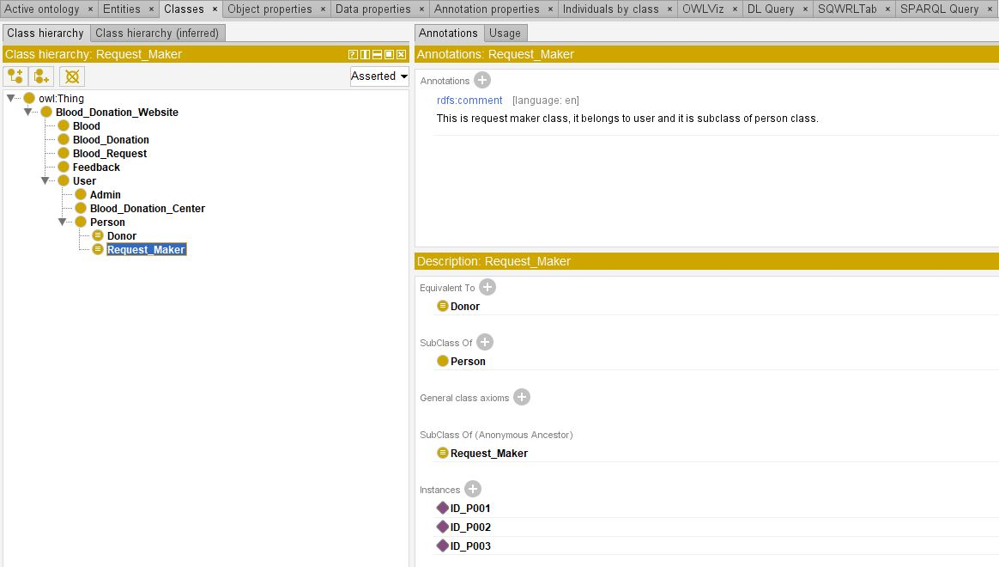 Active ontology × Entities × Classes × Object properties × Data properties × Annotation properties × Individuals by class × OWLViz × DL Query × SQWRLTab × SPARQL Query ×
Class hierarchy Class hierarchy (inferred)
Class hierarchy: Request_Maker
Asserted
owl:Thing
Blood_Donation_Website
Blood
Blood_Donation
Blood_Request
Feedback
User
Admin
Blood_Donation_Center
Person
Donor
Request_Maker
Annotations Usage
Annotations: Request_Maker
Annotations
rdfs:comment [language: en]
This is request maker class, it belongs to user and it is subclass of person class.
Description: Request_Maker
Equivalent To
Donor
SubClass Of
Person
General class axioms
SubClass Of (Anonymous Ancestor)
Request_Maker
Instances
ID_P001
ID_P002
ID_P003